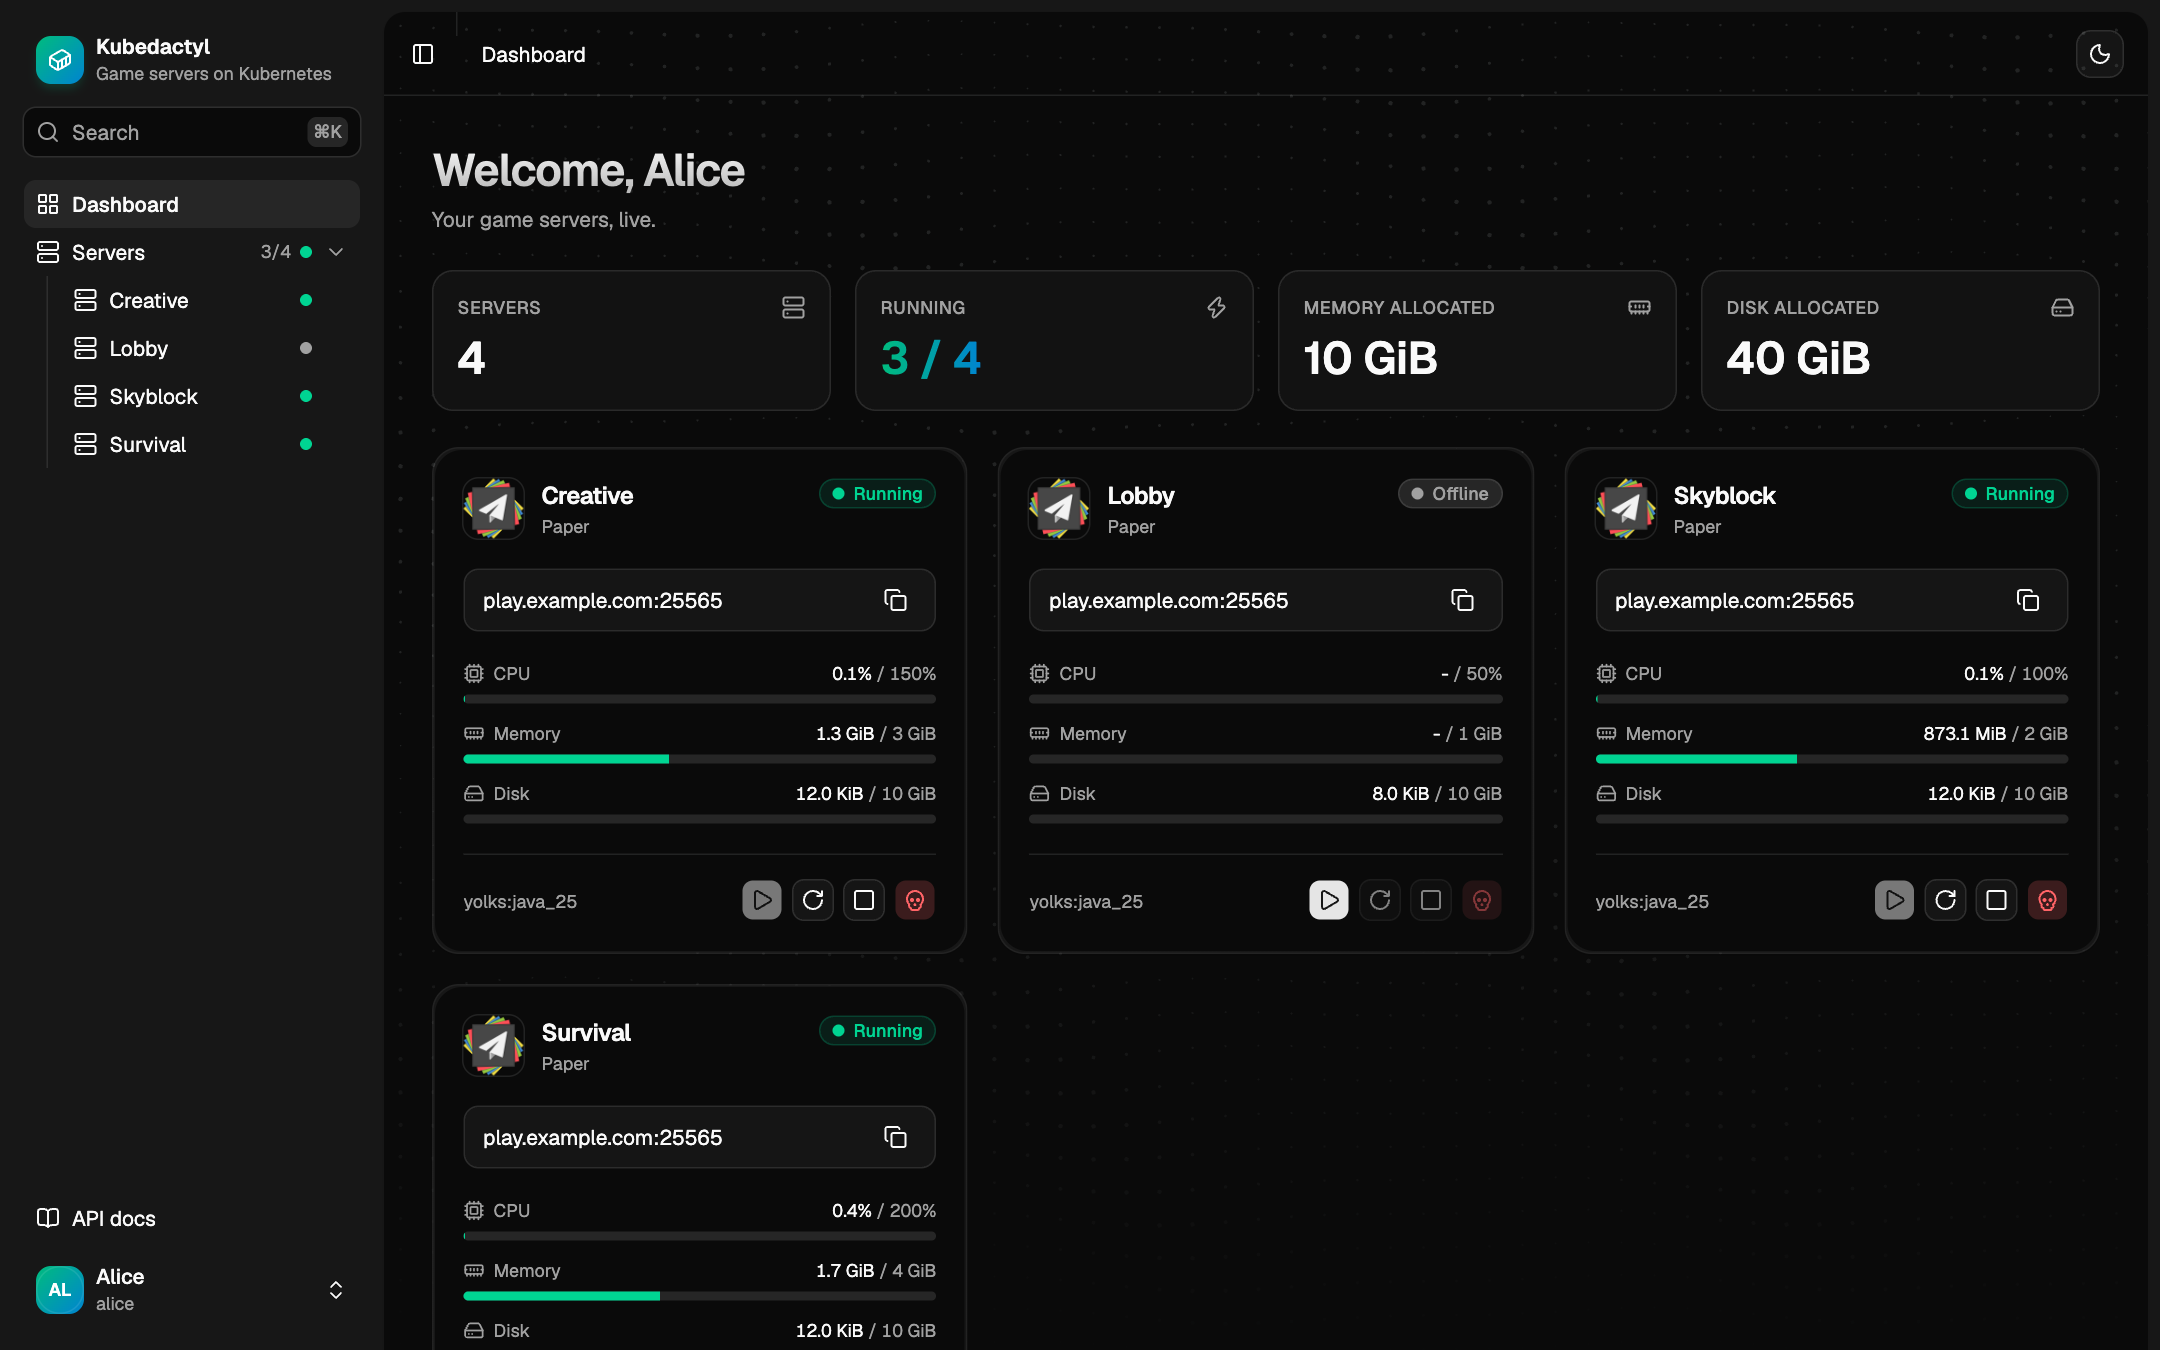 Kubedactyl
Game servers on Kubernetes
Search
⌘K
Dashboard
Servers
3/4
Creative
Lobby
Skyblock
Survival
API docs
AL
Alice
alice
Dashboard
Welcome, Alice
Your game servers, live.
SERVERS
4
RUNNING
3 / 4
MEMORY ALLOCATED
10 GiB
DISK ALLOCATED
40 GiB
Creative
Running
Paper
play.example.com:25565
CPU 0.1% / 150%
Memory 1.3 GiB / 3 GiB
Disk 12.0 KiB / 10 GiB
yolks:java_25
Lobby
Offline
Paper
play.example.com:25565
CPU - / 50%
Memory - / 1 GiB
Disk 8.0 KiB / 10 GiB
yolks:java_25
Skyblock
Running
Paper
play.example.com:25565
CPU 0.1% / 100%
Memory 873.1 MiB / 2 GiB
Disk 12.0 KiB / 10 GiB
yolks:java_25
Survival
Running
Paper
play.example.com:25565
CPU 0.4% / 200%
Memory 1.7 GiB / 4 GiB
Disk 12.0 KiB / 10 GiB